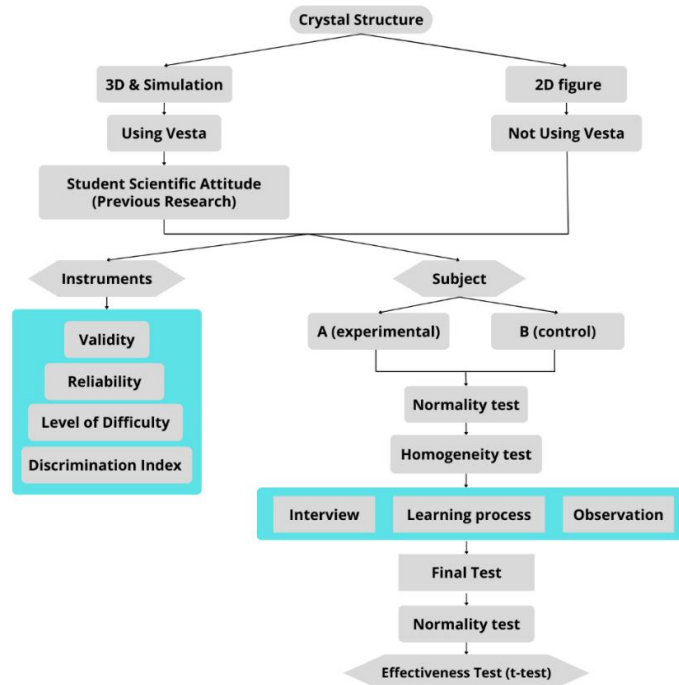 Crystal Structure
3D & Simulation
2D figure
Using Vesta
Not Using Vesta
Student Scientific Attitude
(Previous Research)
Instruments
Subject
Validity
Reliability
Level of Difficulty
Discrimination Index
A (experimental)
B (control)
Normality test
Homogeneity test
Interview
Learning process
Observation
Final Test
Normality test
Effectiveness Test (t-test)